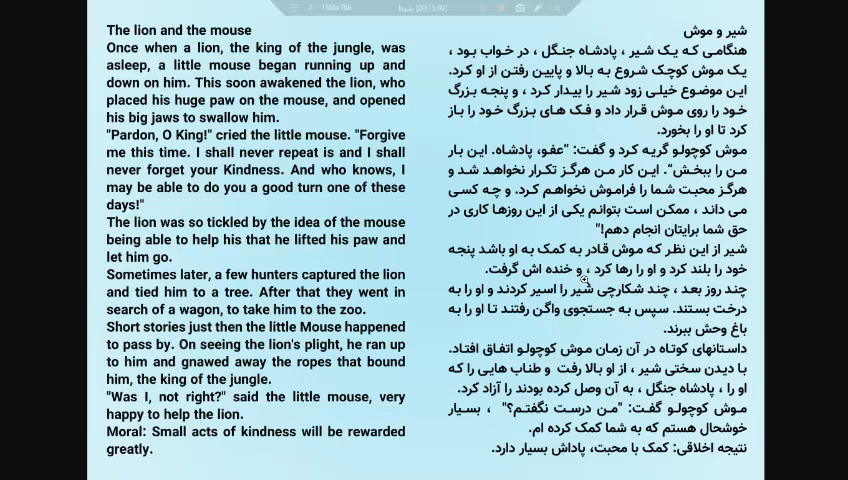 The lion and the mouse
Once when a lion, the king of the jungle, was
asleep, a little mouse began running up and
down on him. This soon awakened the lion, who
placed his huge paw on the mouse, and opened
his big jaws to swallow him.
"Pardon, O King!" cried the little mouse. "Forgive
me this time. I shall never repeat is and I shall
never forget your Kindness. And who knows, I
may be able to do you a good turn one of these
days!"
The lion was so tickled by the idea of the mouse
being able to help his that he lifted his paw and
let him go.
Sometimes later, a few hunters captured the lion
and tied him to a tree. After that they went in
search of a wagon, to take him to the zoo.
Short stories just then the little Mouse happened
to pass by. On seeing the lion's plight, he ran up
to him and gnawed away the ropes that bound
him, the king of the jungle.
"Was I, not right?" said the little mouse, very
happy to help the lion.
Moral: Small acts of kindness will be rewarded
greatly.
شیر و موش
هنگامی که یک شیر ، پادشاه جنگل ، در خواب بود ،
یک موش کوچک شروع به بالا و پایین رفتن از او کرد.
این موضوع خیلی زود شیر را بیدار کرد ، و پنجه بزرگ
خود را روی موش قرار داد و فک های بزرگ خود را باز
کرد تا او را بخورد.
موش کوچولو گریه کرد و گفت: "عفو، پادشاه. این بار
من را ببخش". این کار من هرگز تکرار نخواهد شد و
هرگز محبت شما را فراموش نخواهم کرد. و چه کسی
می داند ، ممکن است بتوانم یکی از این روزها کاری در
حق شما برایتان انجام دهم!"
شیر از این نظر که موش قادر به کمک به او باشد پنجه
خود را بلند کرد و او را رها کرد ، و خنده اش گرفت.
چند روز بعد ، چند شکارچی شیر را اسیر کردند و او را به
درخت بستند. سپس به جستجوی واگن رفتند تا او را به
باغ وحش ببرند.
داستانهای کوتاه در آن زمان موش کوچولو اتفاق افتاد.
با دیدن سختی شیر ، از او بالا رفت و طناب هایی را که
او را ، پادشاه جنگل ، به آن وصل کرده بودند را آزاد کرد.
موش کوچولو گفت: "من درست نگفتم؟" ، بسیار
خوشحال هستم که به شما کمک کرده ام.
نتیجه اخلاقی: کمک با محبت، پاداش بسیار دارد.